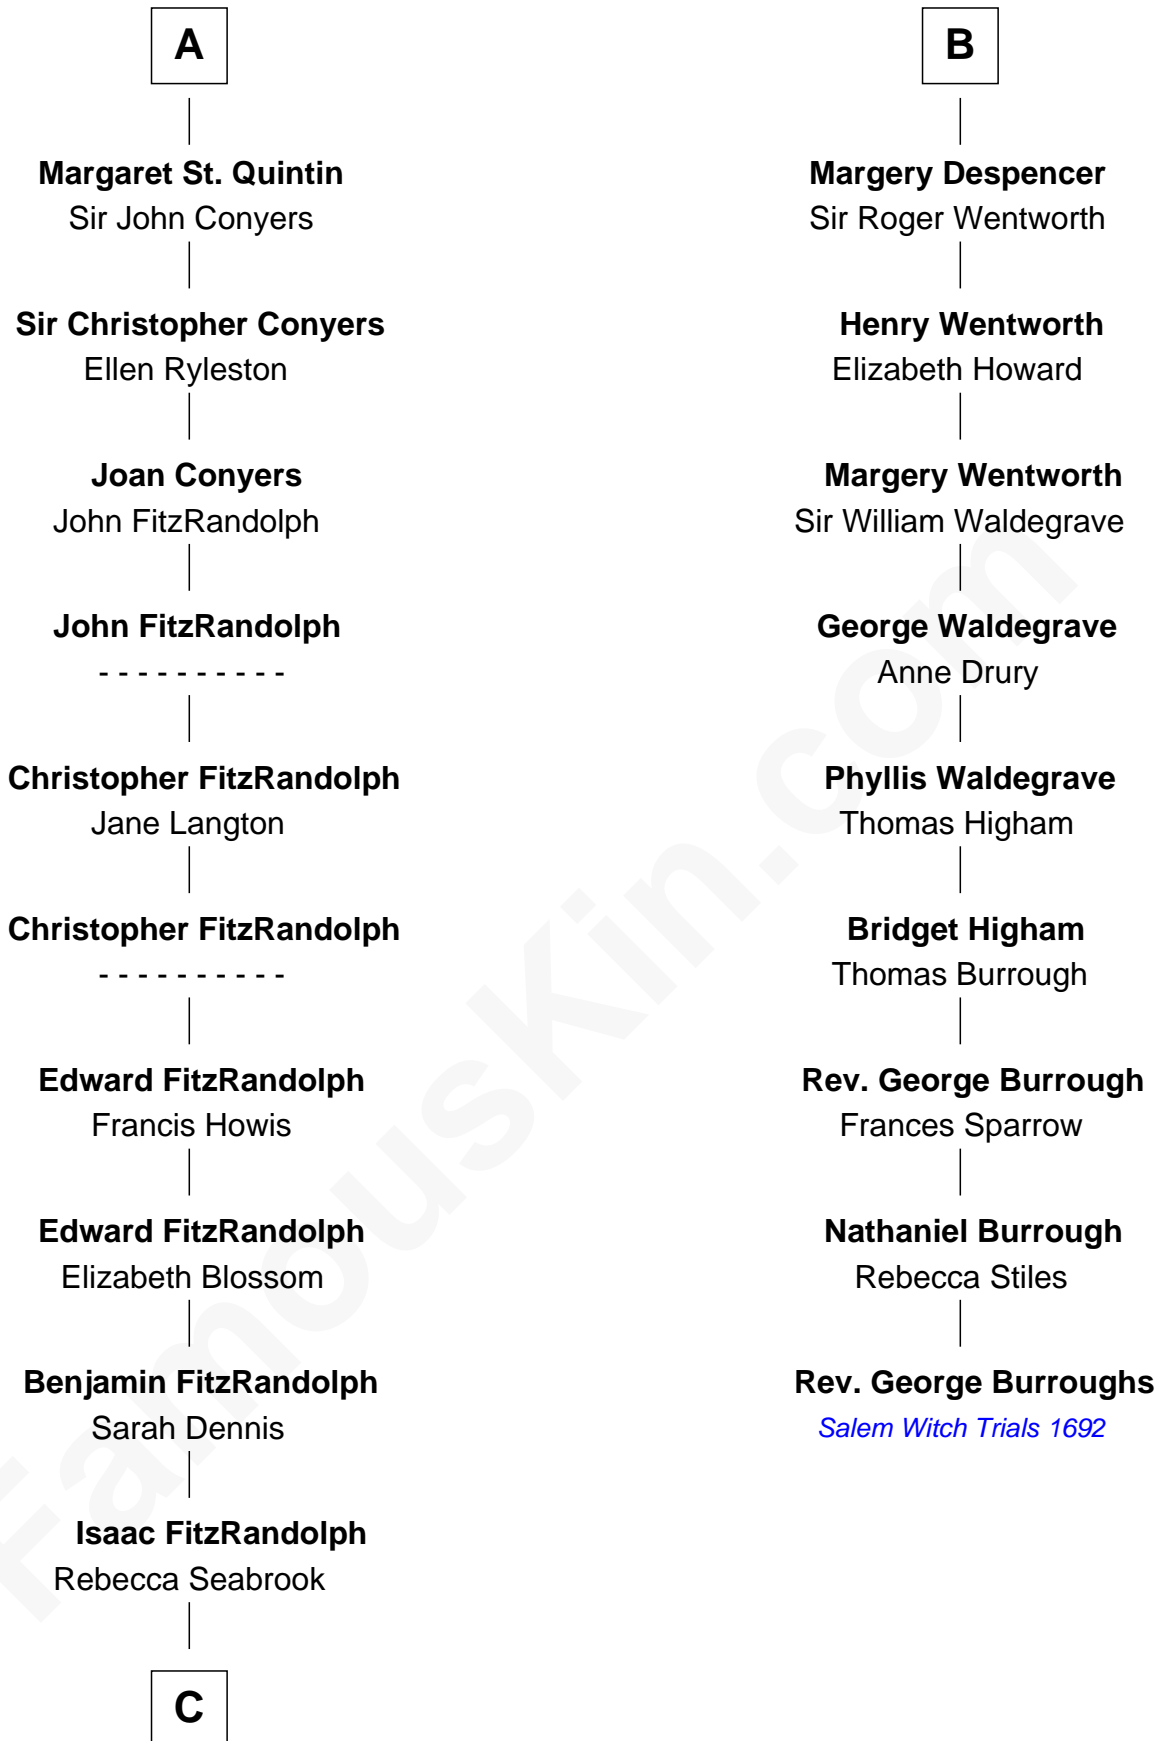 A
Margaret St. Quintin
Sir John Conyers
Sir Christopher Conyers
Ellen Ryleston
Joan Conyers
John FitzRandolph
John FitzRandolph
- - - - - - - - - -
Christopher FitzRandolph
Jane Langton
Christopher FitzRandolph
- - - - - - - - - -
Edward FitzRandolph
Francis Howis
Edward FitzRandolph
Elizabeth Blossom
Benjamin FitzRandolph
Sarah Dennis
Isaac FitzRandolph
Rebecca Seabrook
C
B
Margery Despencer
Sir Roger Wentworth
Henry Wentworth
Elizabeth Howard
Margery Wentworth
Sir William Waldegrave
George Waldegrave
Anne Drury
Phyllis Waldegrave
Thomas Higham
Bridget Higham
Thomas Burrough
Rev. George Burrough
Frances Sparrow
Nathaniel Burrough
Rebecca Stiles
Rev. George Burroughs
Salem Witch Trials 1692
FamousKin.com